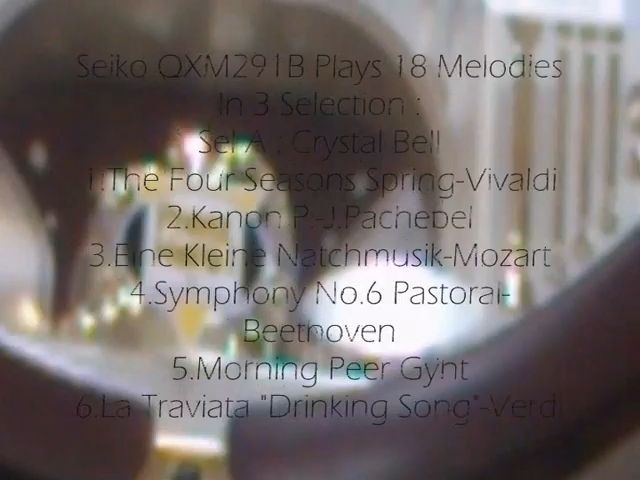 Seiko QXM291B Plays 18 Melodies
In 3 Selection :
Sel A : Crystal Bell
1.The Four Seasons Spring-Vivaldi
2.Kanon P.-J.Pachebel
3.Eine Kleine Natchmusik-Mozart
4.Symphony No.6 Pastoral-
Beethoven
5.Morning Peer Gynt
6.La Traviata "Drinking Song"-Verdi